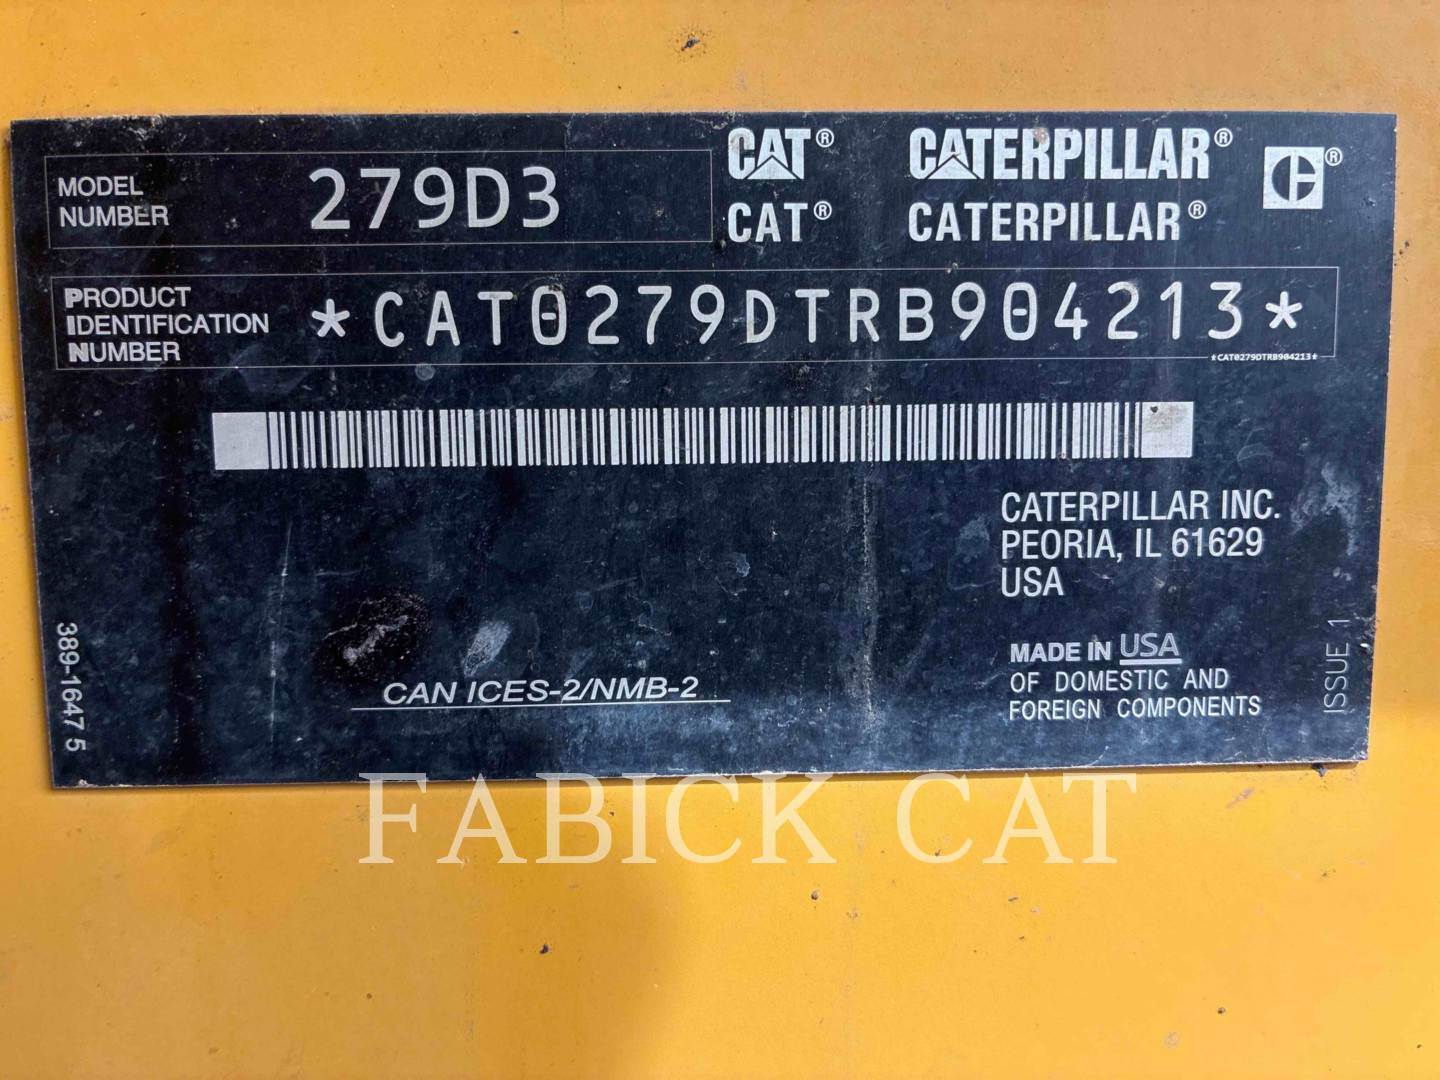 MODEL NUMBER 279D3
CAT® CATERPILLAR® ®
CAT® CATERPILLAR®
PRODUCT IDENTIFICATION NUMBER *CAT0279DTRB904213*
*CAT0279DTRB904213*
CATERPILLAR INC.
PEORIA, IL 61629
USA
MADE IN USA
OF DOMESTIC AND
FOREIGN COMPONENTS
CAN ICES-2/NMB-2
389-1647 5
ISSUE 1
FABICK CAT